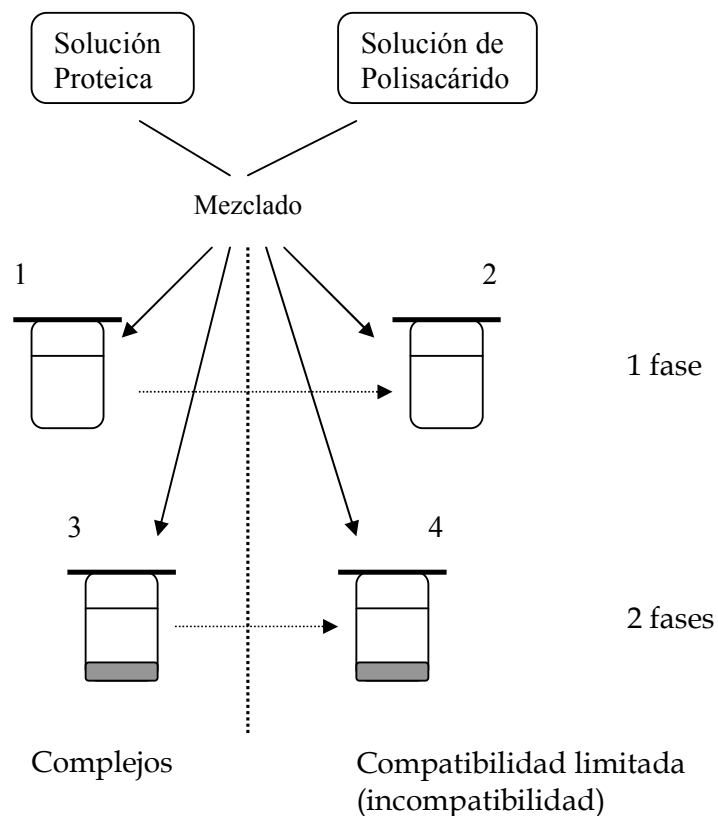 Solución
Proteica
Solución de
Polisacárido
Mezclado
1
2
1 fase
3
4
2 fases
Complejos
Compatibilidad limitada
(incompatibilidad)